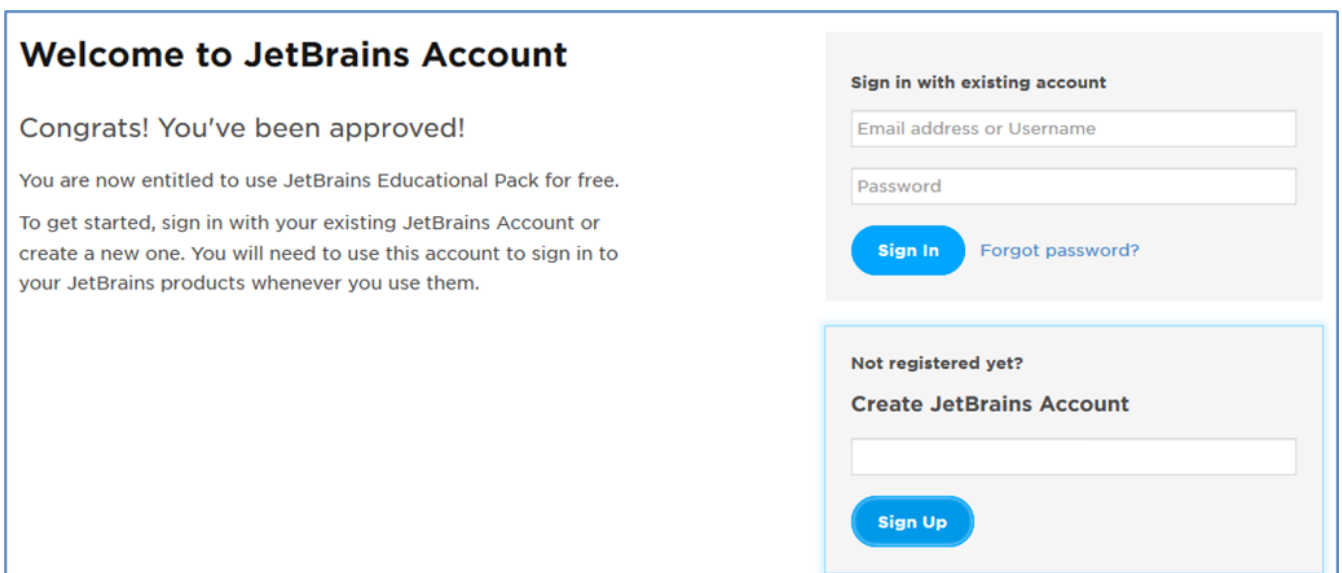 Welcome to JetBrains Account
Congrats! You've been approved!
You are now entitled to use JetBrains Educational Pack for free.
To get started, sign in with your existing JetBrains Account or
create a new one. You will need to use this account to sign in to
your JetBrains products whenever you use them.
Sign in with existing account
Email address or Username
Password
Sign In Forgot password?
Not registered yet?
Create JetBrains Account
Sign Up